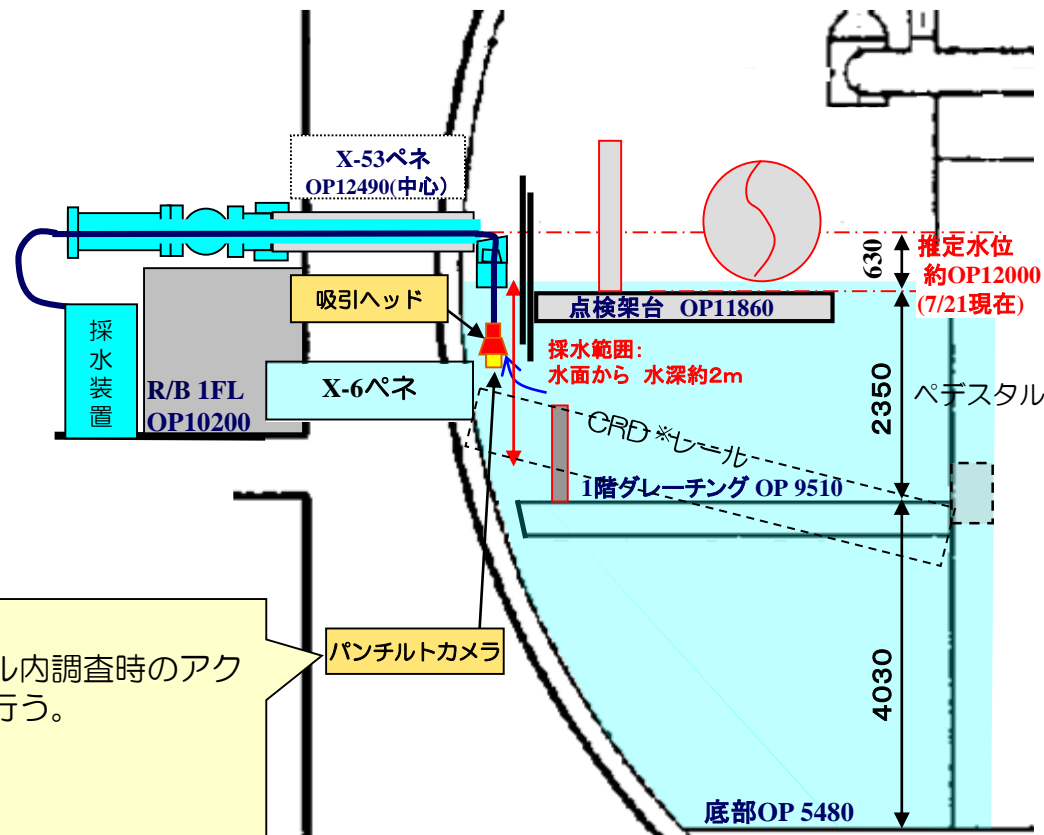 X-53ペネ
OP12490(中心)
630
推定水位
約OP12000
(7/21現在)
吸引ヘッド
点検架台 OP11860
採水装置
R/B 1FL
OP10200
X-6ペネ
採水範囲:
水面から 水深約2m
2350
ペデスタル
CRD※レール
1階グレーチング OP 9510
パンチルトカメラ
ル内調査時のアク
行う。
4030
底部OP 5480